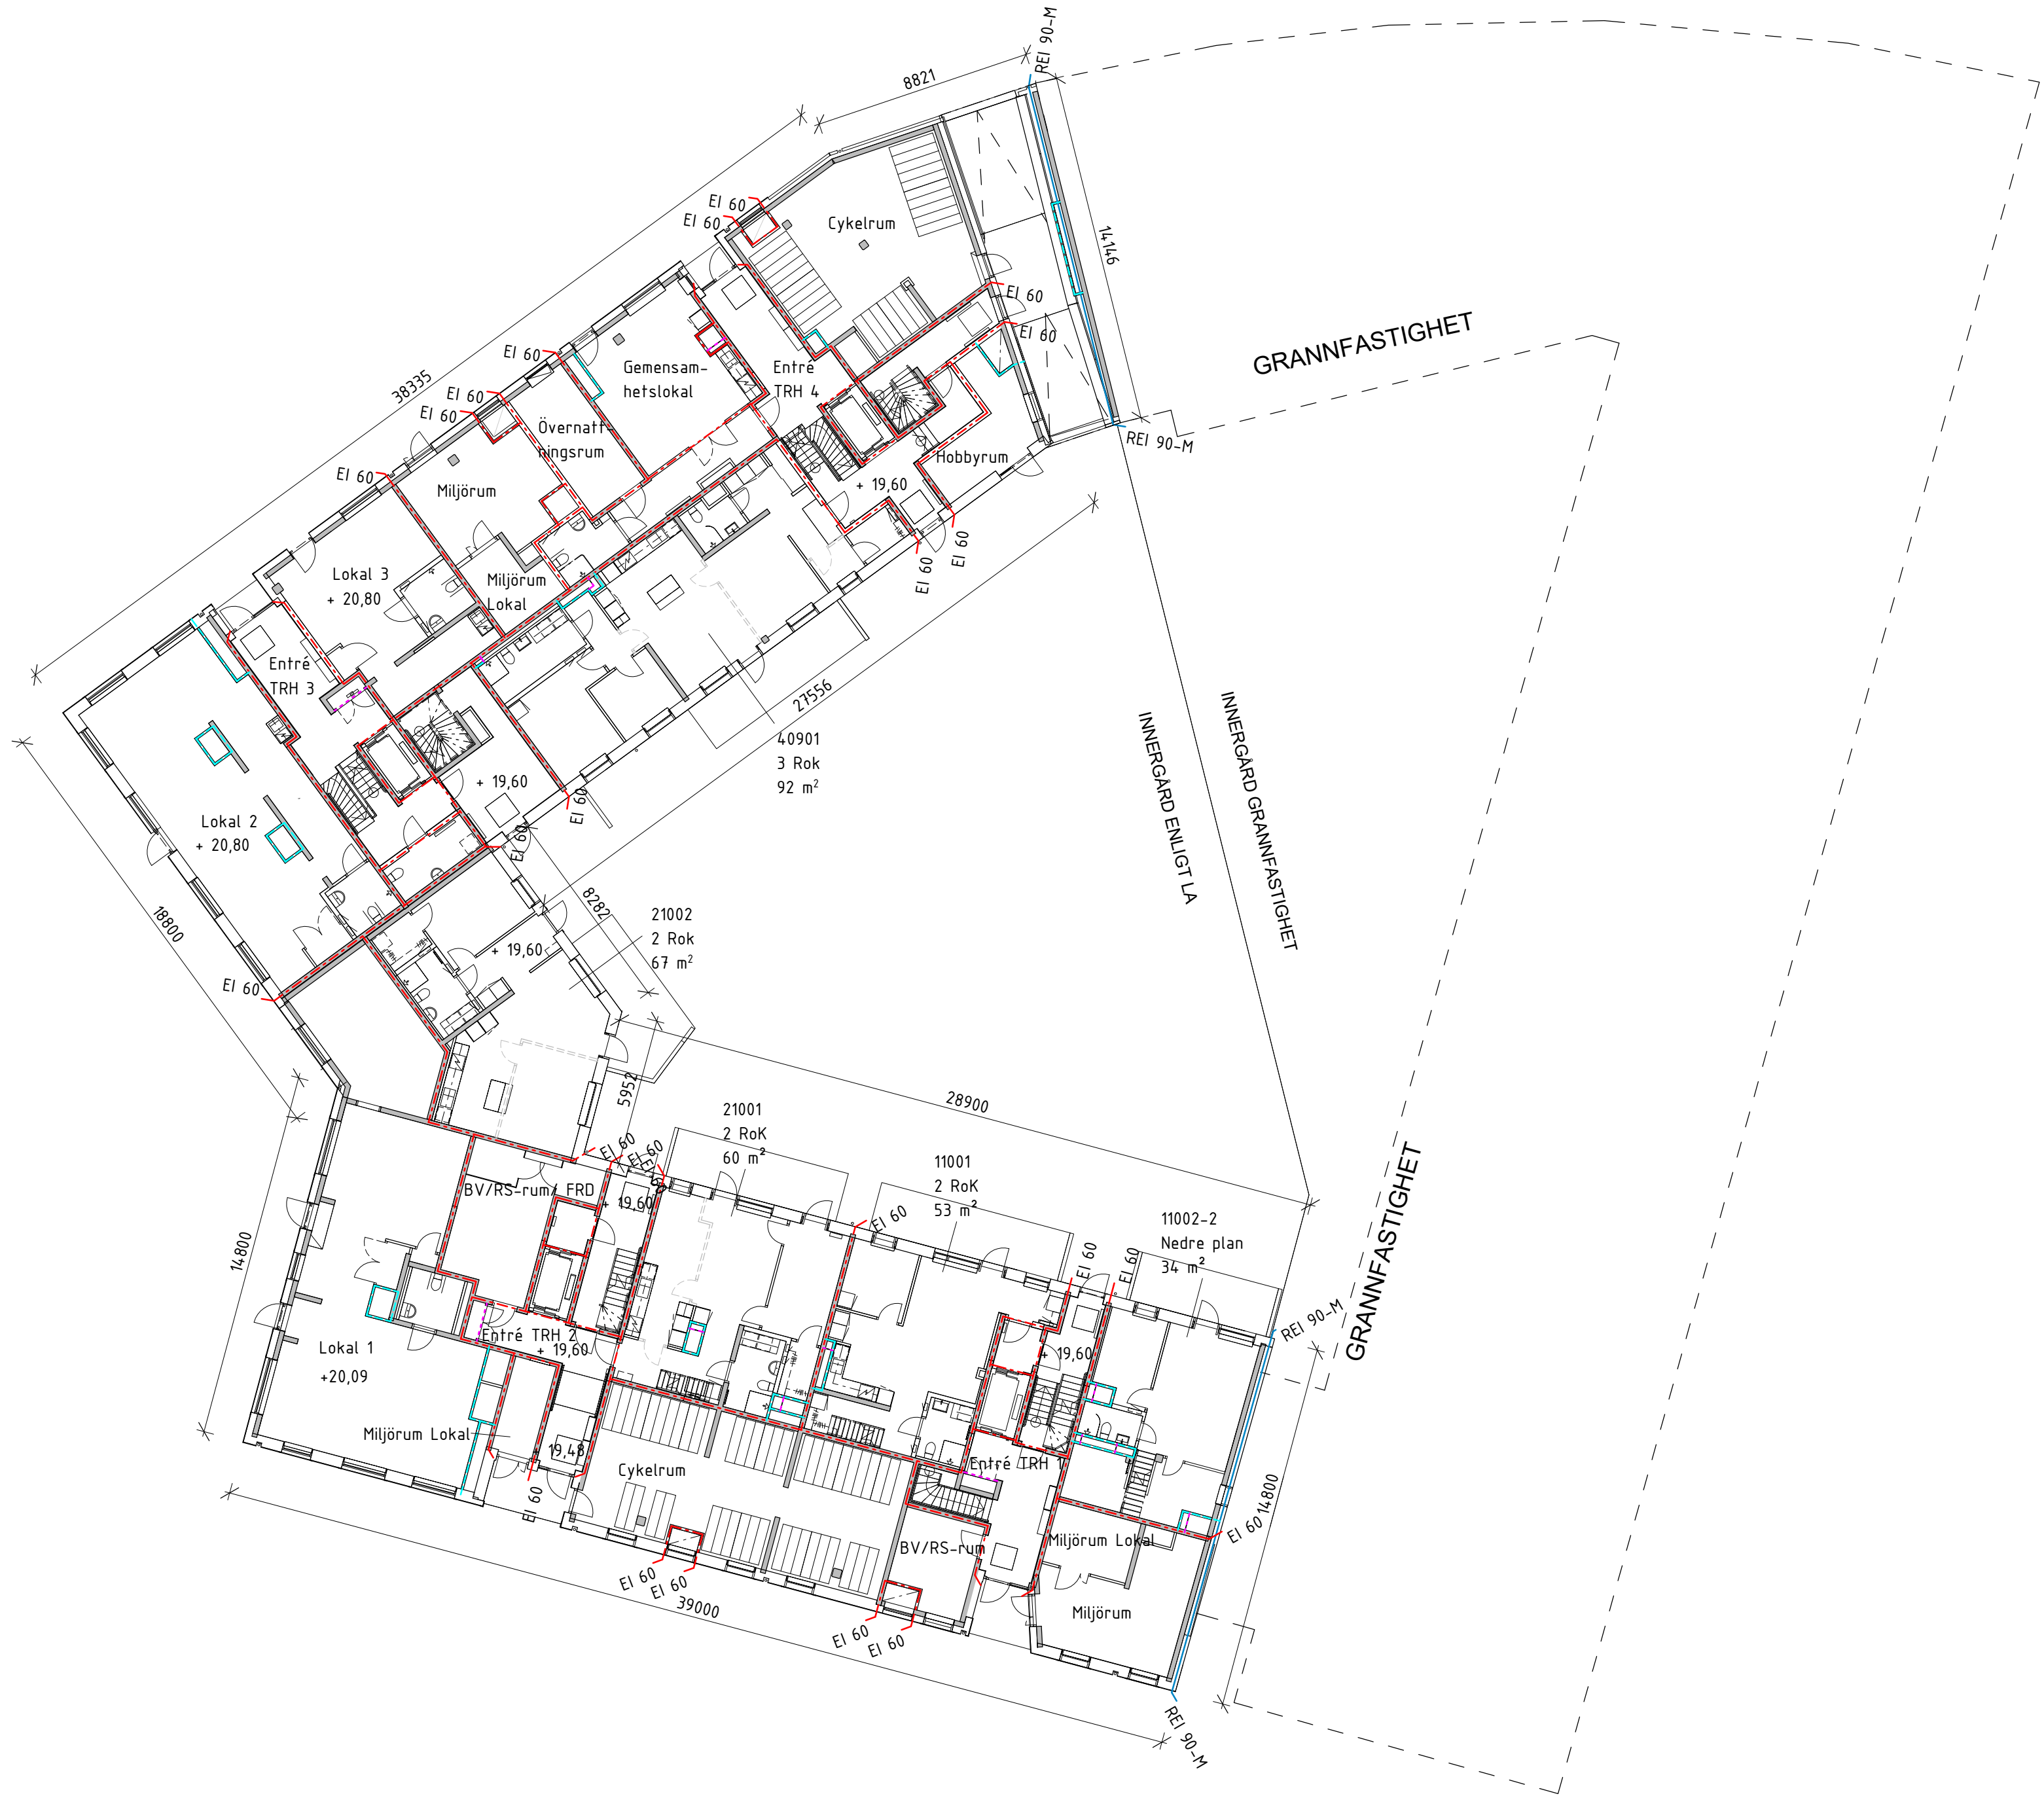 REI 90-M
8821
EI 60
EI 60
Cykelrum
14146
EI 60
EI 60
GRANNFASTIGHET
EI 60
Gemensam-
hetslokal
Entré
TRH 4
38335
EI 60
EI 60
Övernatt-
ningsrum
REI 90-M
Hobbyrum
+ 19,60
EI 60
Miljörum
EI 60
EI 60
Lokal 3
+ 20,80
Miljörum
Lokal
Entré
TRH 3
27556
INNERGÅRD ENLIGT LA
INNERGÅRD GRANNFASTIGHET
40901
3 Rok
92 m²
+ 19,60
EI 60
EI 60
Lokal 2
+ 20,80
8282
18800
21002
2 Rok
67 m²
+ 19,60
EI 60
5952
28900
21001
2 RoK
60 m²
EI 60
EI 60
EI 60
11001
2 RoK
53 m²
GRANNFASTIGHET
BV/RS-rum/ FRD
+ 19,60
EI 60
11002-2
Nedre plan
34 m²
EI 60
EI 60
14800
REI 90-M
Entré TRH 2
+ 19,60
Lokal 1
+20,09
+ 19,60
Miljörum Lokal
19,48
Cykelrum
Entré TRH 1
14800
EI 60
EI 60
BV/RS-rum
Miljörum Lokal
EI 60
EI 60
39000
Miljörum
EI 60
EI 60
REI 90-M